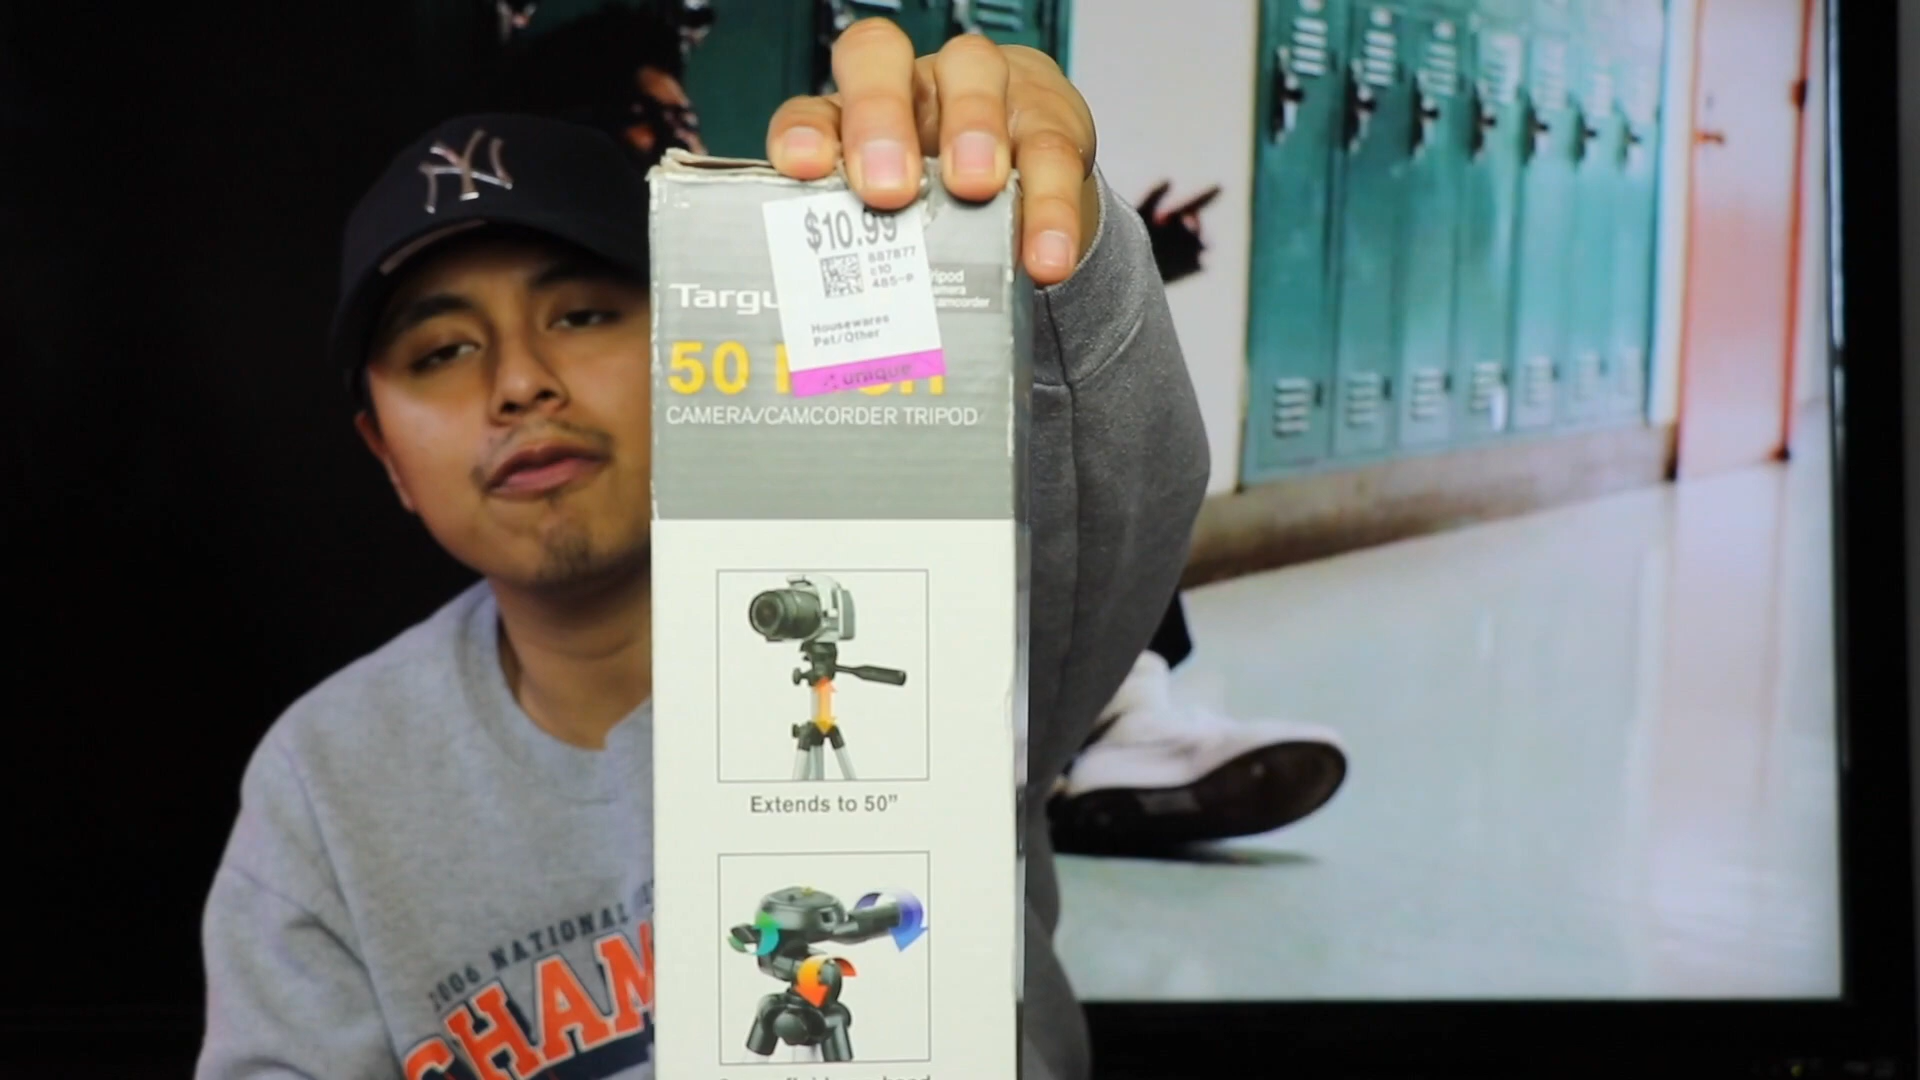 NY
$10.99
887877
c10
485-P
Housewares
Pet/Other
unique
Targu
tripod
camera
camcorder
50
CAMERA/CAMCORDER TRIPOD
Extends to 50”
2006 NATIONAL
CHAM